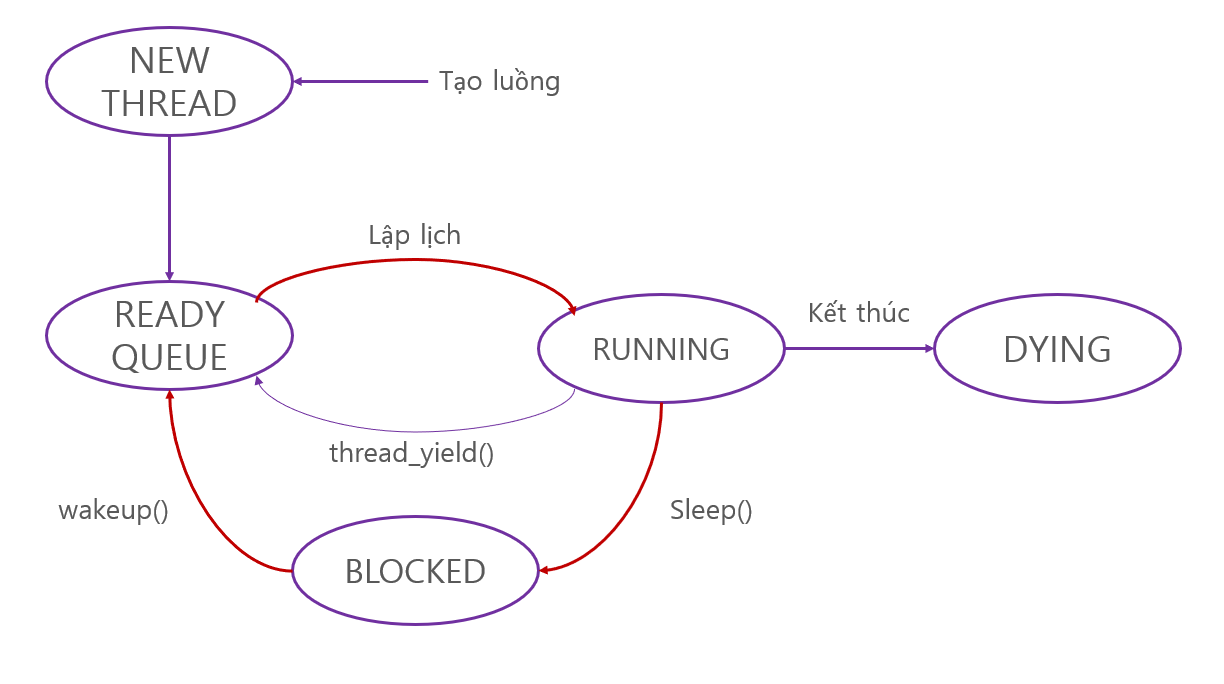 NEW
THREAD
Tạo luồng
Lập lịch
READY
QUEUE
RUNNING
Kết thúc
DYING
thread_yield()
wakeup()
Sleep()
BLOCKED